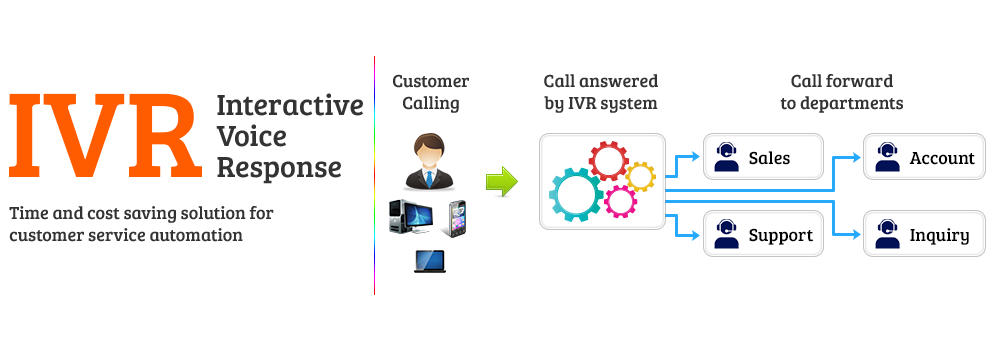 IVR
Interactive
Voice
Response
Time and cost saving solution for
customer service automation
Customer
Calling
Call answered
by IVR system
Call forward
to departments
Sales
Account
Support
Inquiry